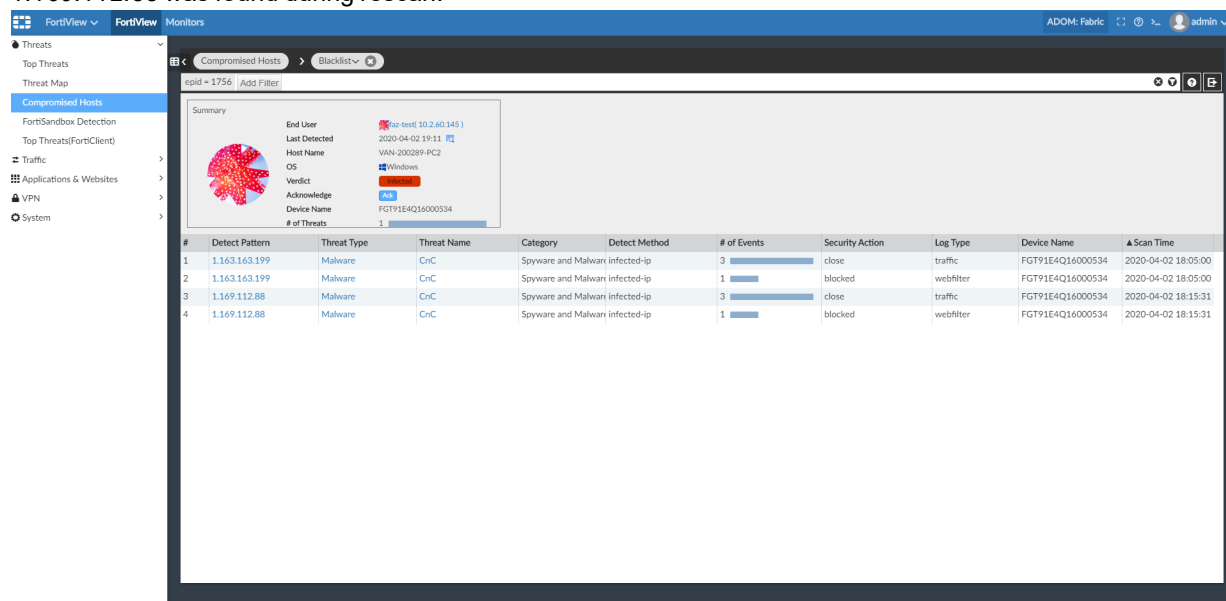 FortiView FortiView Monitors ADOM: Fabric admin
Threats
Top Threats
Threat Map
Compromised Hosts
FortiSandbox Detection
Top Threats(FortiClient)
Traffic
Applications & Websites
VPN
System
Compromised Hosts > Blacklist
epid = 1756 Add Filter
Summary
End User faz-test( 10.2.60.145 )
Last Detected 2020-04-02 19:11
Host Name VAN-200289-PC2
OS Windows
Verdict Infected
Acknowledge Ack
Device Name FGT91E4Q16000534
# of Threats 1
# Detect Pattern Threat Type Threat Name Category Detect Method # of Events Security Action Log Type Device Name ▲Scan Time
1 1.163.163.199 Malware CnC Spyware and Malware infected-ip 3 close traffic FGT91E4Q16000534 2020-04-02 18:05:00
2 1.163.163.199 Malware CnC Spyware and Malware infected-ip 1 blocked webfilter FGT91E4Q16000534 2020-04-02 18:05:00
3 1.169.112.88 Malware CnC Spyware and Malware infected-ip 3 close traffic FGT91E4Q16000534 2020-04-02 18:15:31
4 1.169.112.88 Malware CnC Spyware and Malware infected-ip 1 blocked webfilter FGT91E4Q16000534 2020-04-02 18:15:31